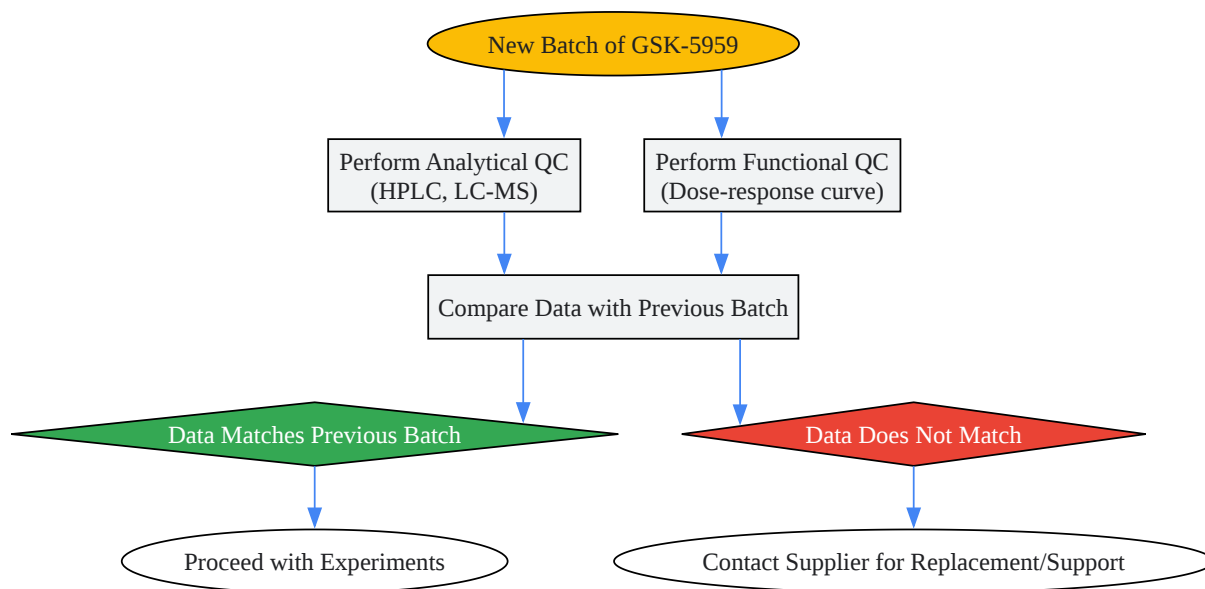 New Batch of GSK-5959
Perform Analytical QC
(HPLC, LC-MS)
Perform Functional QC
(Dose-response curve)
Compare Data with Previous Batch
Data Matches Previous Batch
Data Does Not Match
Proceed with Experiments
Contact Supplier for Replacement/Support